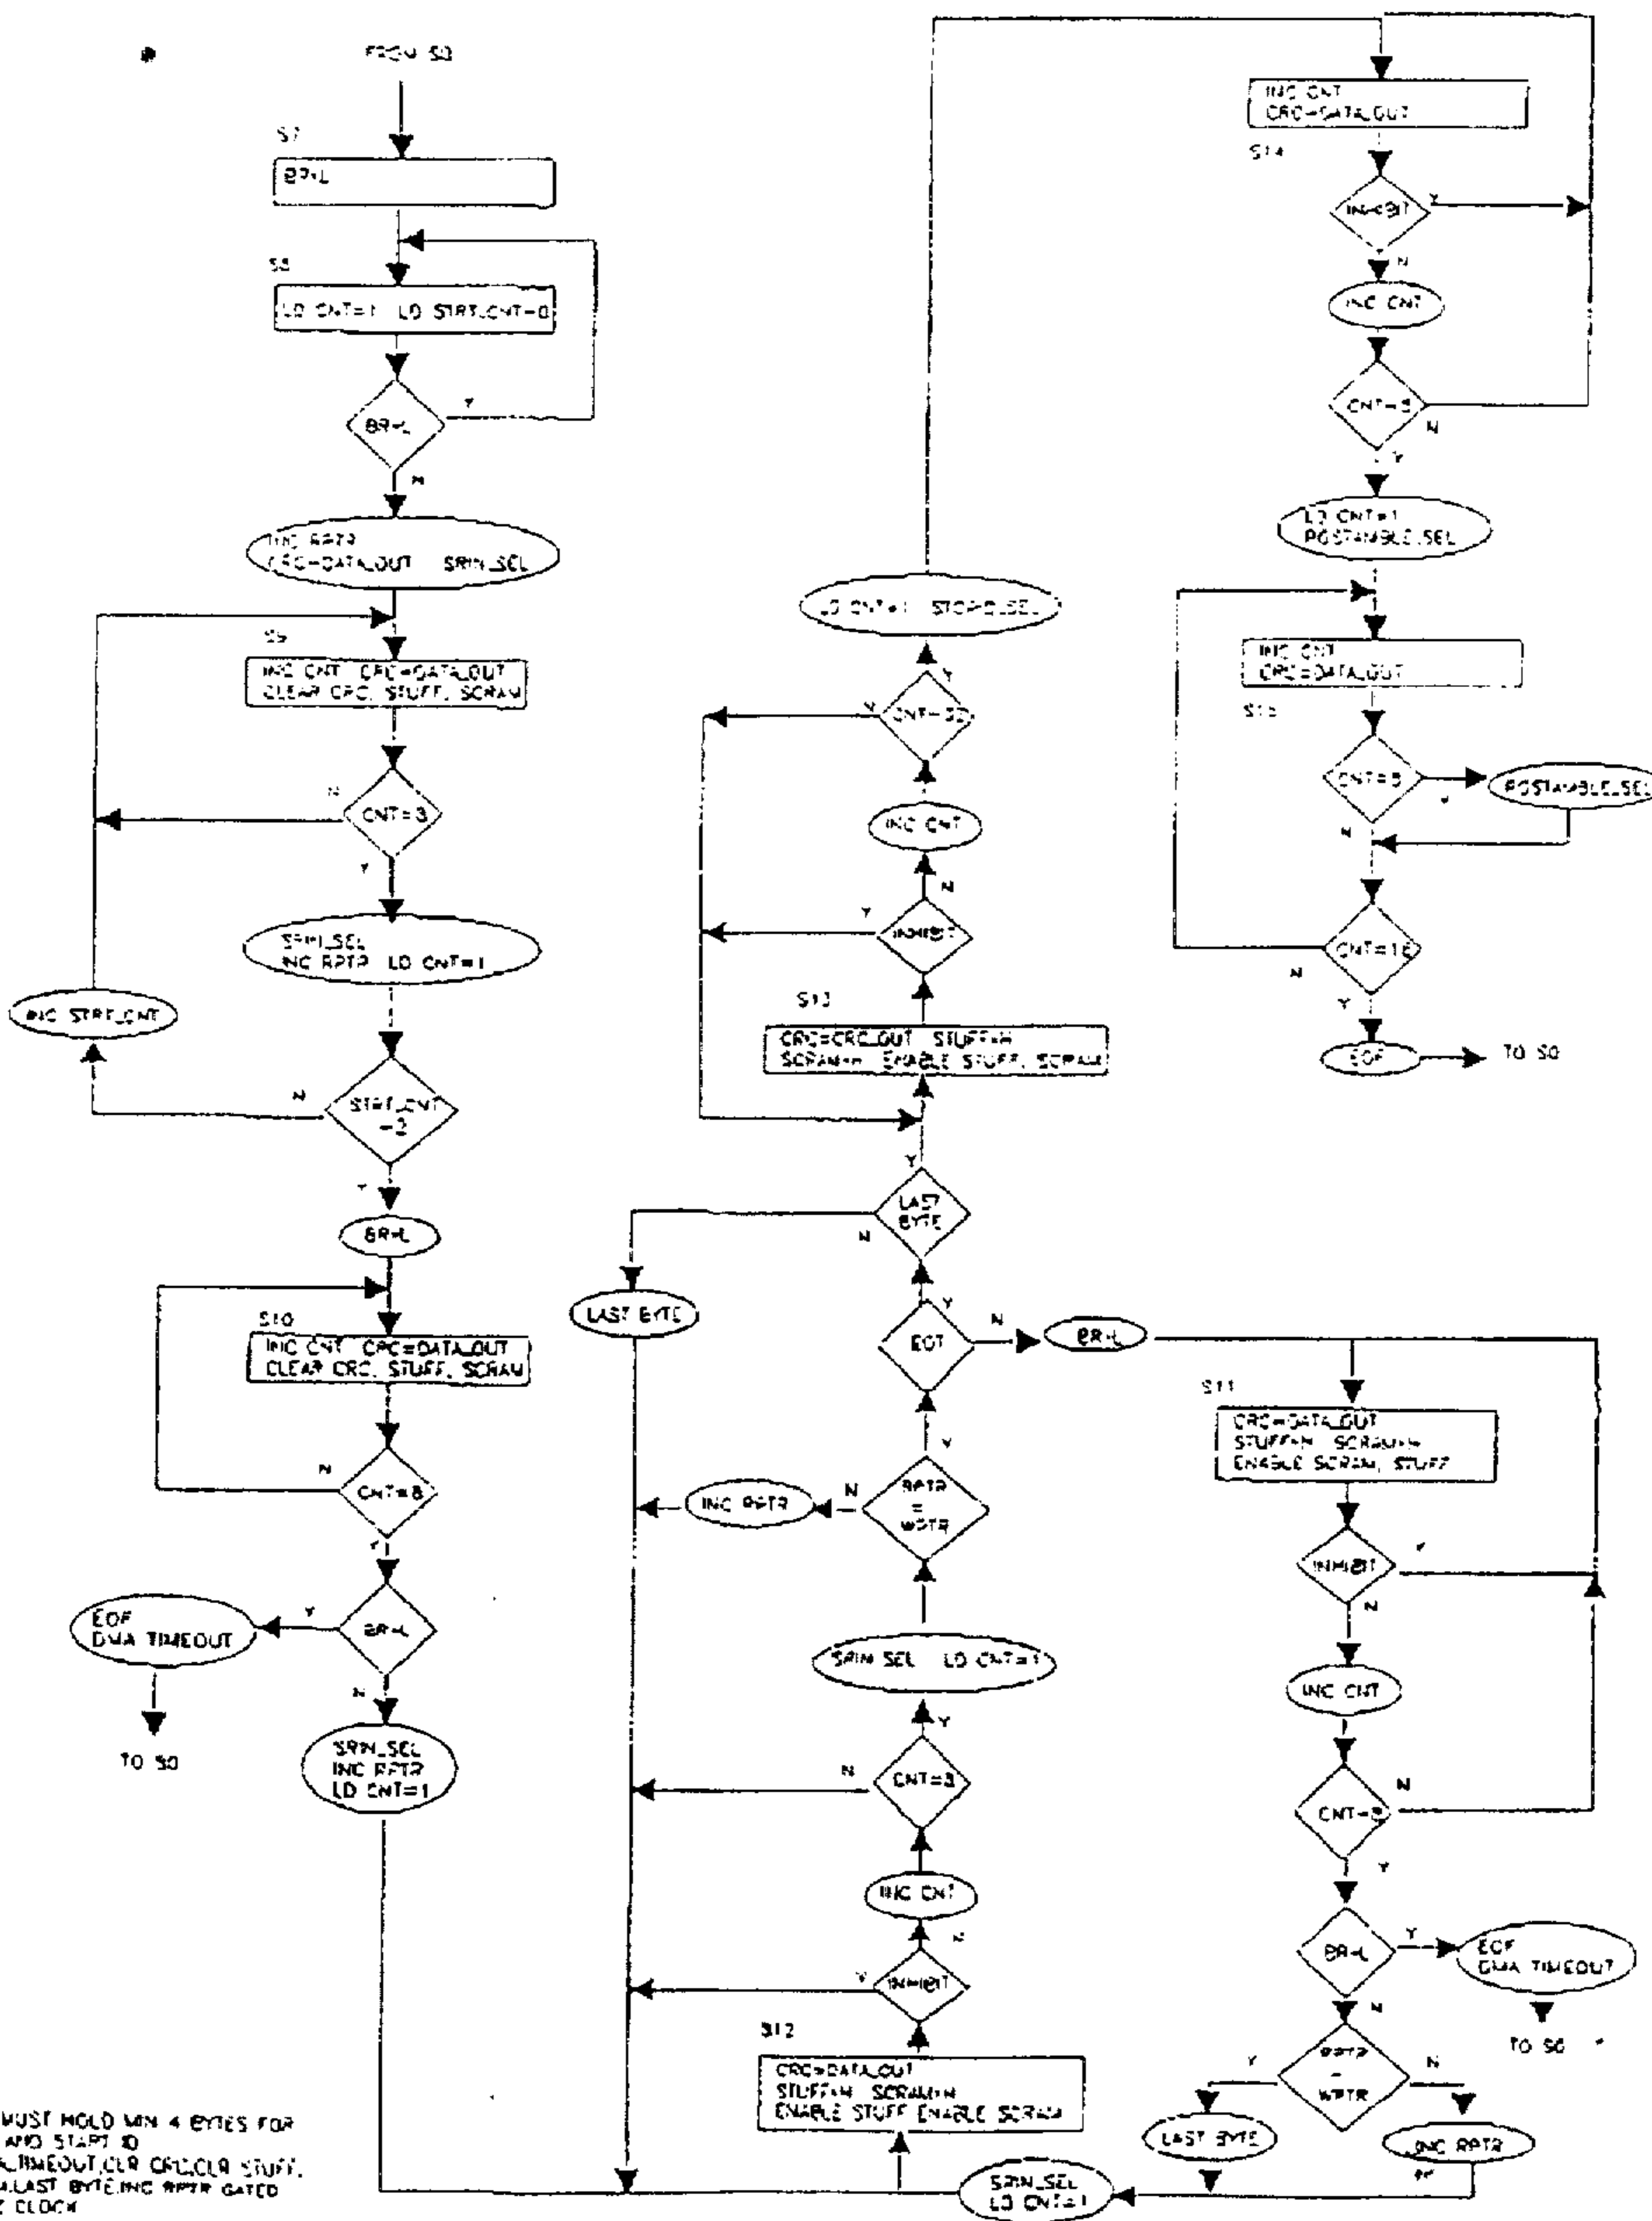 FROM S0
S7
BR=L
S8
LD CNT=1 LD STRT_CNT=0
BR=L
Y
N
INC RPTR
CRC=DATA_OUT SRIN_SEL
S9
INC CNT CRC=DATA_OUT
CLEAR CRC, STUFF, SCRAM
N
CNT=8
Y
SRIN_SEL
INC RPTR LD CNT=1
INC STRT_CNT
N
STRT_CNT
=2
Y
BR=L
S10
INC CNT CRC=DATA_OUT
CLEAR CRC, STUFF, SCRAM
N
CNT=8
Y
EOF
DMA TIMEOUT
Y
BR=L
N
TO S0
SRIN_SEL
INC RPTR
LD CNT=1
MUST HOLD MIN 4 BYTES FOR
AND START ID
TIMEOUT,CLR CRC,CLR STUFF,
LAST BYTE,INC RPTR GATED
CLOCK
LD CNT=1 STOPID_SEL
Y
N
CNT=32
INC CNT
N
Y
INHIBIT
S13
CRC=CRC_OUT STUFF=H
SCRAM=H ENABLE STUFF, SCRAM
Y
LAST
BYTE
N
LAST BYTE
Y
EOT
N
BR=L
Y
RPTR
=
WPTR
N
INC RPTR
SRIN SEL LD CNT=1
Y
N
CNT=8
INC CNT
N
Y
INHIBIT
S12
CRC=DATA_OUT
STUFF=H SCRAM=H
ENABLE STUFF ENABLE SCRAM
SRIN_SEL
LD CNT=1
INC CNT
CRC=DATA_OUT
S14
INHIBIT
Y
N
INC CNT
CNT=8
N
Y
LD CNT=1
POSTAMBLE_SEL
INC CNT
CRC=DATA_OUT
S15
CNT=8
Y
POSTAMBLE_SEL
N
CNT=16
N
Y
EOF
TO S0
S11
CRC=DATA_OUT
STUFF=H SCRAM=H
ENABLE SCRAM, STUFF
INHIBIT
Y
N
INC CNT
N
CNT=8
Y
BR=L
Y
EOF
DMA TIMEOUT
N
TO S0
Y
RPTR
=
WPTR
N
LAST BYTE
INC RPTR